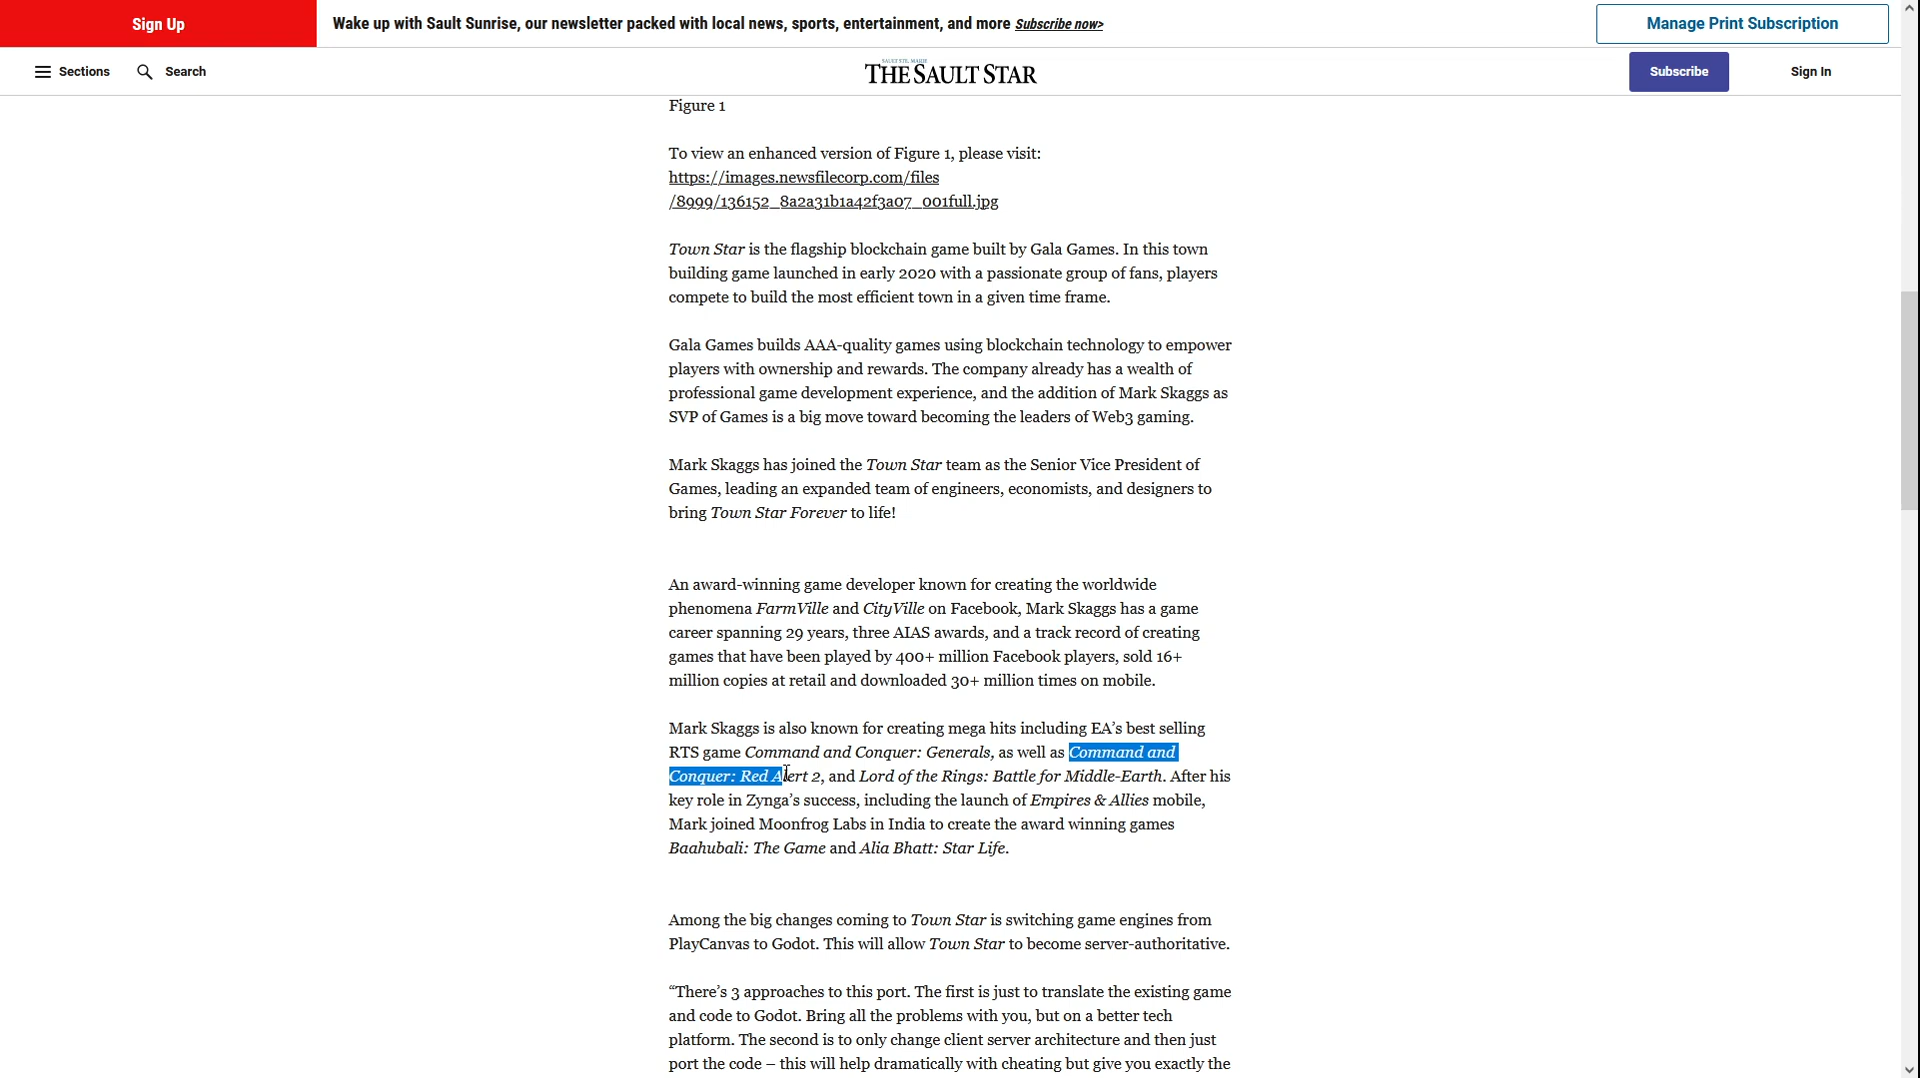 Sign Up
Wake up with Sault Sunrise, our newsletter packed with local news, sports, entertainment, and more Subscribe now>
Manage Print Subscription
Sections
Search
SAULT STE. MARIE
THE SAULT STAR
Subscribe
Sign In
Figure 1
To view an enhanced version of Figure 1, please visit:
https://images.newsfilecorp.com/files
/8999/136152_8a2a31b1a42f3a07_001full.jpg
Town Star is the flagship blockchain game built by Gala Games. In this town
building game launched in early 2020 with a passionate group of fans, players
compete to build the most efficient town in a given time frame.
Gala Games builds AAA-quality games using blockchain technology to empower
players with ownership and rewards. The company already has a wealth of
professional game development experience, and the addition of Mark Skaggs as
SVP of Games is a big move toward becoming the leaders of Web3 gaming.
Mark Skaggs has joined the Town Star team as the Senior Vice President of
Games, leading an expanded team of engineers, economists, and designers to
bring Town Star Forever to life!
An award-winning game developer known for creating the worldwide
phenomena FarmVille and CityVille on Facebook, Mark Skaggs has a game
career spanning 29 years, three AIAS awards, and a track record of creating
games that have been played by 400+ million Facebook players, sold 16+
million copies at retail and downloaded 30+ million times on mobile.
Mark Skaggs is also known for creating mega hits including EA’s best selling
RTS game Command and Conquer: Generals, as well as Command and
Conquer: Red Alert 2, and Lord of the Rings: Battle for Middle-Earth. After his
key role in Zynga’s success, including the launch of Empires & Allies mobile,
Mark joined Moonfrog Labs in India to create the award winning games
Baahubali: The Game and Alia Bhatt: Star Life.
Among the big changes coming to Town Star is switching game engines from
PlayCanvas to Godot. This will allow Town Star to become server-authoritative.
“There’s 3 approaches to this port. The first is just to translate the existing game
and code to Godot. Bring all the problems with you, but on a better tech
platform. The second is to only change client server architecture and then just
port the code – this will help dramatically with cheating but give you exactly the